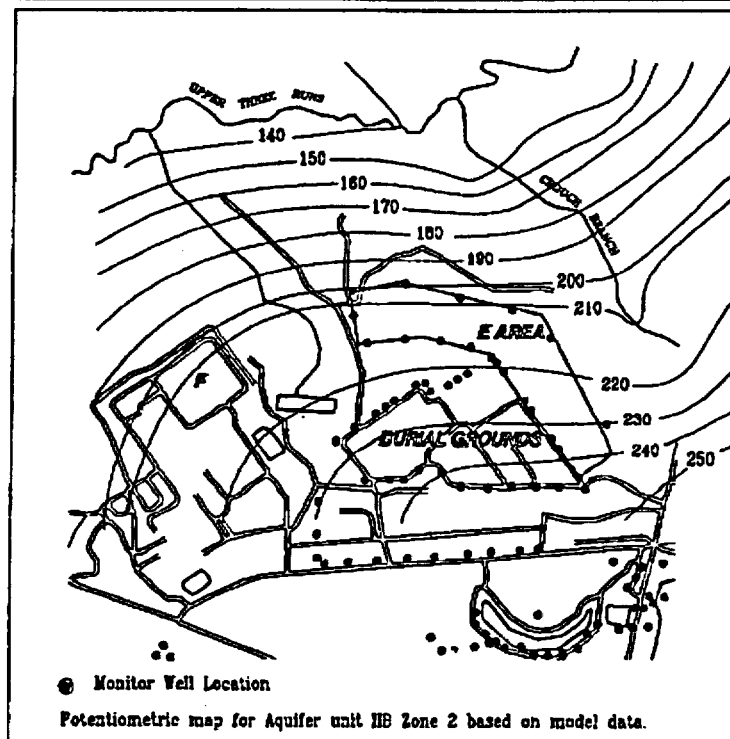 UPPER THREE RUNS
140
150
160
170
180
190
200
210
220
230
240
250
CROUCH BRANCH
E AREA
F
BURIAL GROUNDS
Monitor Well Location
Potentiometric map for Aquifer unit IIB Zone 2 based on model data.